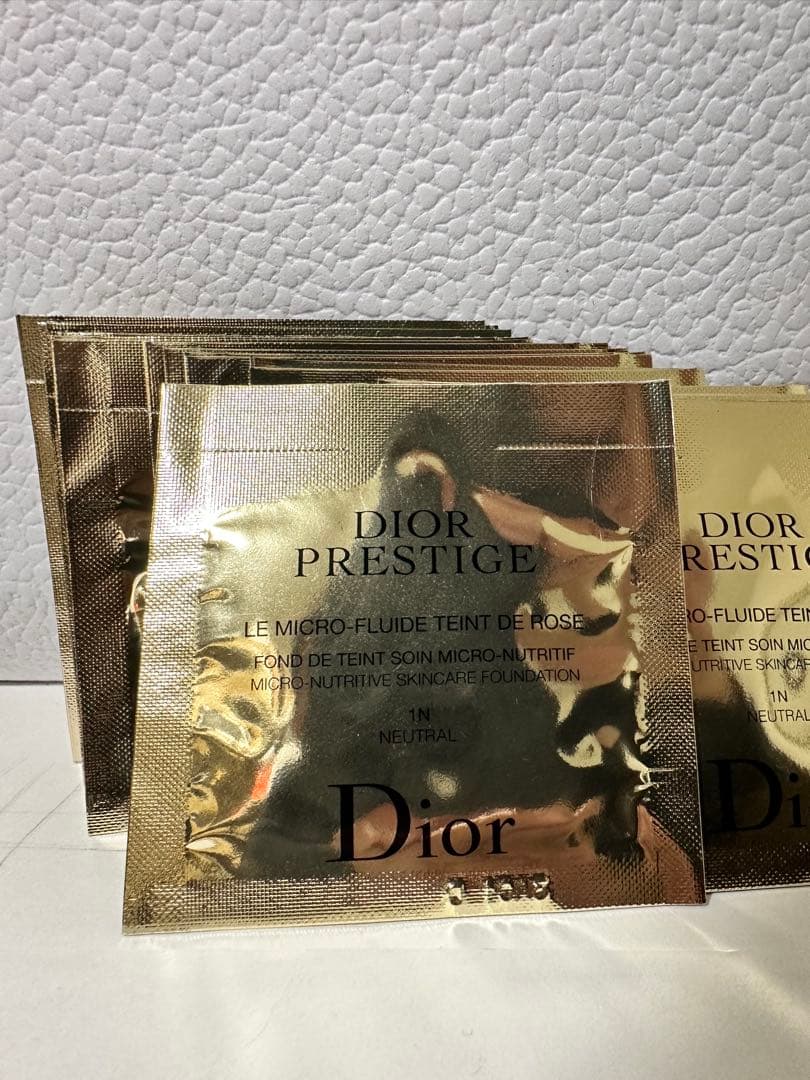 DIOR
PRESTIGE
LE MICRO-FLUIDE TEINT DE ROSE
FOND DE TEINT SOIN MICRO-NUTRITIF
MICRO-NUTRITIVE SKINCARE FOUNDATION
1N
NEUTRAL
Dior
DIOR
RESTIG
RO-FLUIDE TEIN
E TEINT SOIN MIC
UTRITIVE SKINCAR
1N
NEUTRAL
Di